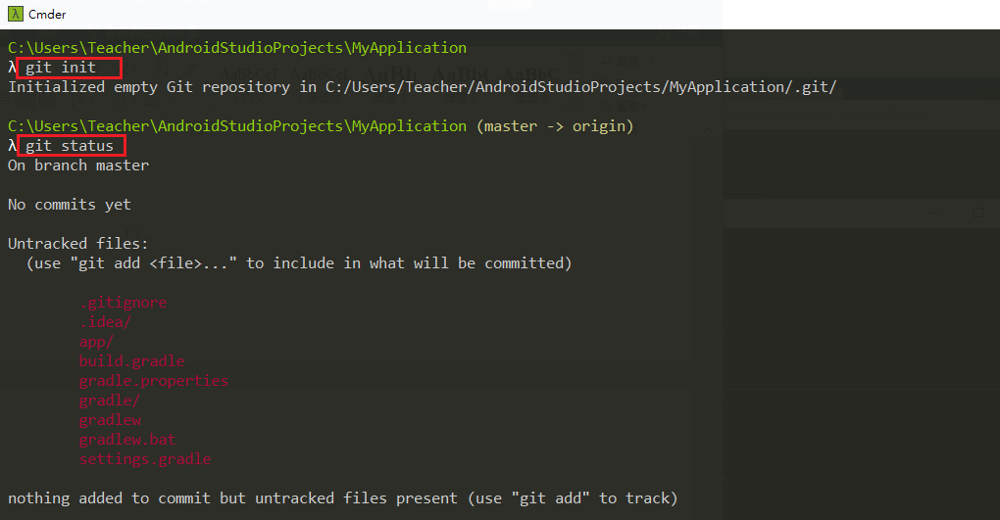 Cmder
C:\Users\Teacher\AndroidStudioProjects\MyApplication
λ git init
Initialized empty Git repository in C:/Users/Teacher/AndroidStudioProjects/MyApplication/.git/
C:\Users\Teacher\AndroidStudioProjects\MyApplication (master -> origin)
λ git status
On branch master
No commits yet
Untracked files:
(use "git add <file>..." to include in what will be committed)
.gitignore
.idea/
app/
build.gradle
gradle.properties
gradle/
gradlew
gradlew.bat
settings.gradle
nothing added to commit but untracked files present (use "git add" to track)